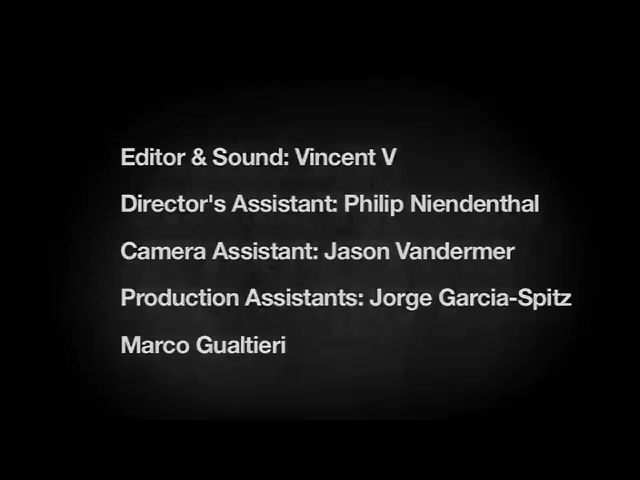 Editor & Sound: Vincent V
Director's Assistant: Philip Niendenthal
Camera Assistant: Jason Vandermer
Production Assistants: Jorge Garcia-Spitz
Marco Gualtieri